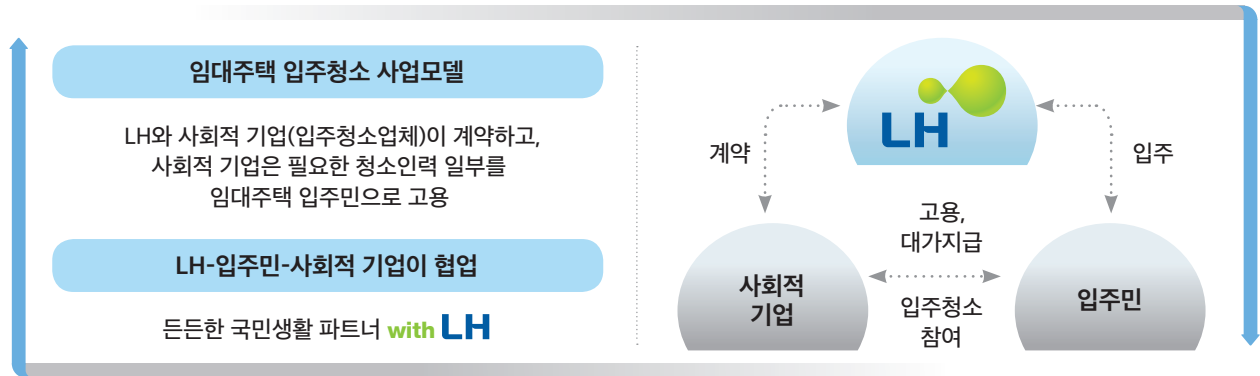 임대주택 입주청소 사업모델
LH와 사회적 기업(입주청소업체)이 계약하고,
사회적 기업은 필요한 청소인력 일부를
임대주택 입주민으로 고용
LH-입주민-사회적 기업이 협업
든든한 국민생활 파트너 with LH
LH
계약
입주
고용,
대가지급
사회적
기업
입주민
입주청소
참여